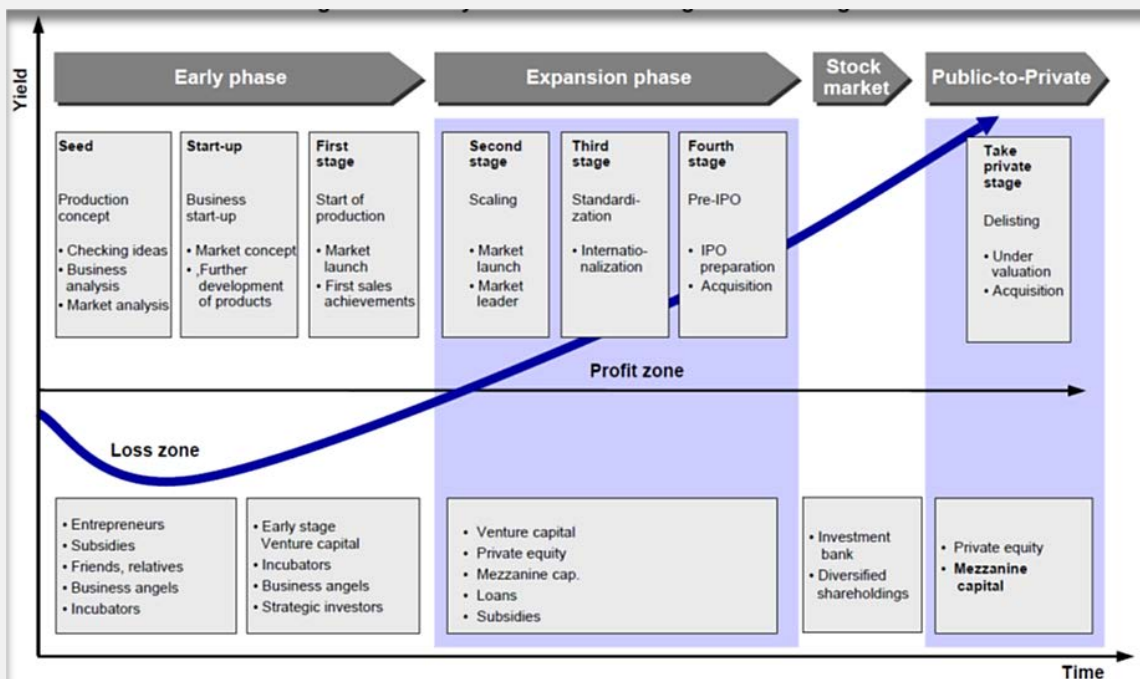 Yield
Early phase
Expansion phase
Stock
market
Public-to-Private
Seed
Production
concept
• Checking ideas
• Business
analysis
• Market analysis
Start-up
Business
start-up
• Market concept
• ,Further
development
of products
First
stage
Start of
production
• Market
launch
• First sales
achievements
Second
stage
Scaling
• Market
launch
• Market
leader
Third
stage
Standardi-
zation
• Internatio-
nalization
Fourth
stage
Pre-IPO
• IPO
preparation
• Acquisition
Take
private
stage
Delisting
• Under
valuation
• Acquisition
Profit zone
Loss zone
• Entrepreneurs
• Subsidies
• Friends, relatives
• Business angels
• Incubators
• Early stage
Venture capital
• Incubators
• Business angels
• Strategic investors
• Venture capital
• Private equity
• Mezzanine cap.
• Loans
• Subsidies
• Investment
bank
• Diversified
shareholdings
• Private equity
• Mezzanine
capital
Time